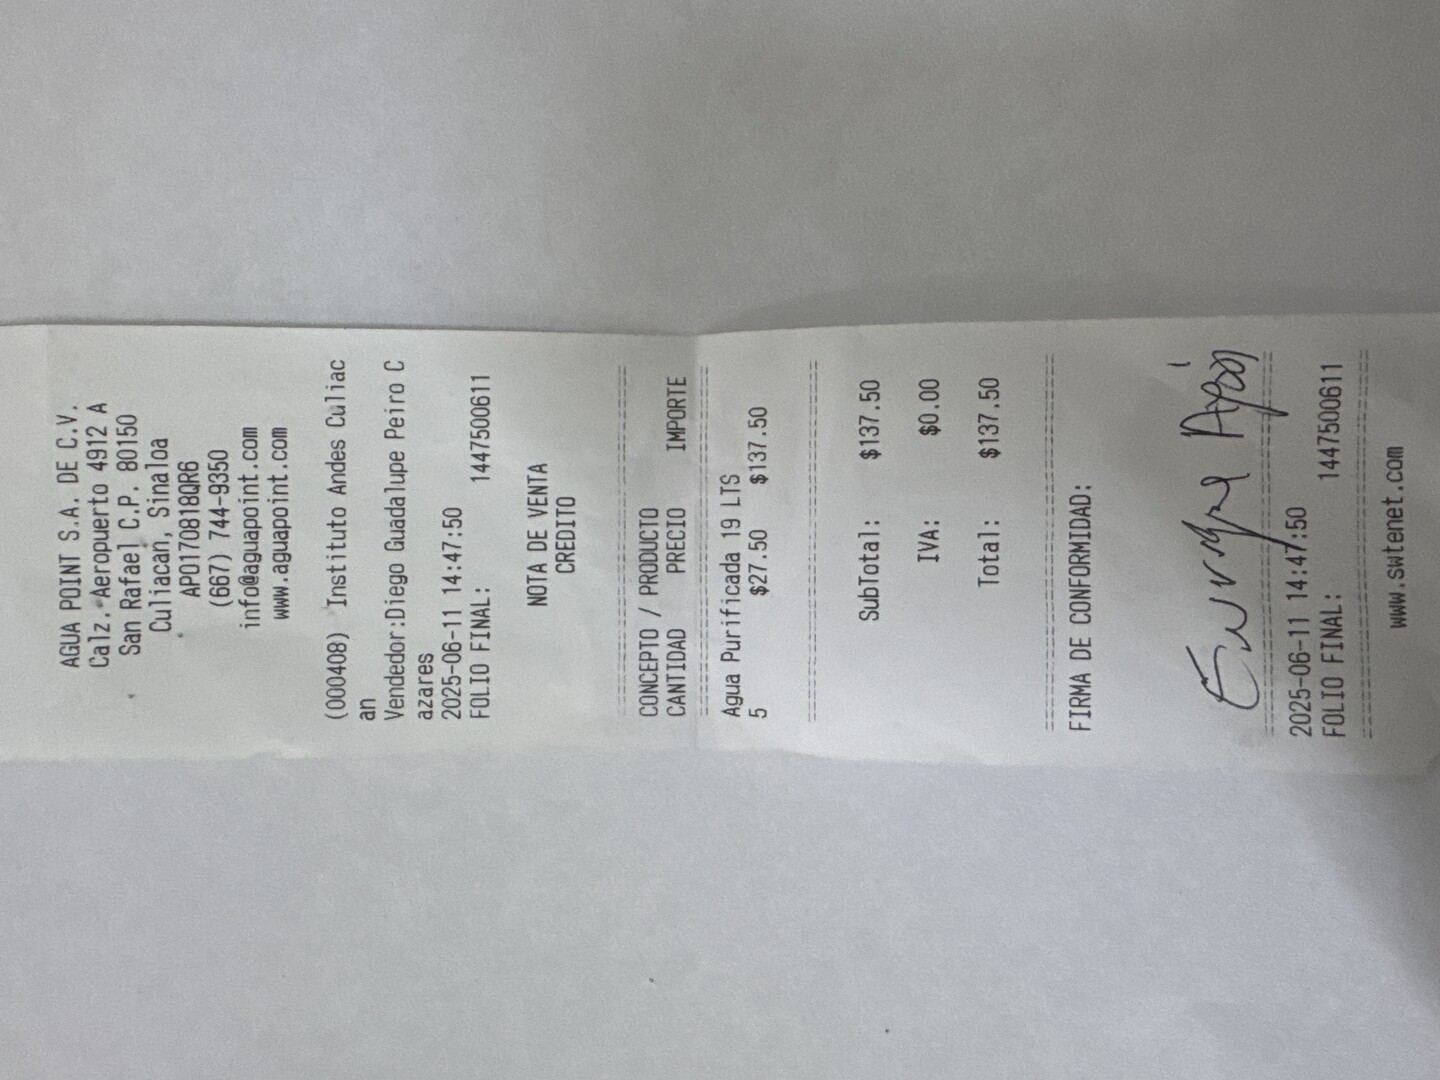 AGUA POINT S.A. DE C.V.
Calz. Aeropuerto 4912 A
San Rafael C.P. 80150
Culiacan, Sinaloa
APO170818QR6
(667) 744-9350
info@aguapoint.com
www.aguapoint.com
(000408) Instituto Andes Culiac
an
Vendedor:Diego Guadalupe Peiro C
azares
2025-06-11 14:47:50
FOLIO FINAL: 1447500611
NOTA DE VENTA
CREDITO
================================
CONCEPTO / PRODUCTO
CANTIDAD PRECIO IMPORTE
================================
Agua Purificada 19 LTS
5 $27.50 $137.50
================================
SubTotal: $137.50
IVA: $0.00
Total: $137.50
================================
FIRMA DE CONFORMIDAD:
================================
2025-06-11 14:47:50
FOLIO FINAL: 1447500611
================================
www.swtenet.com